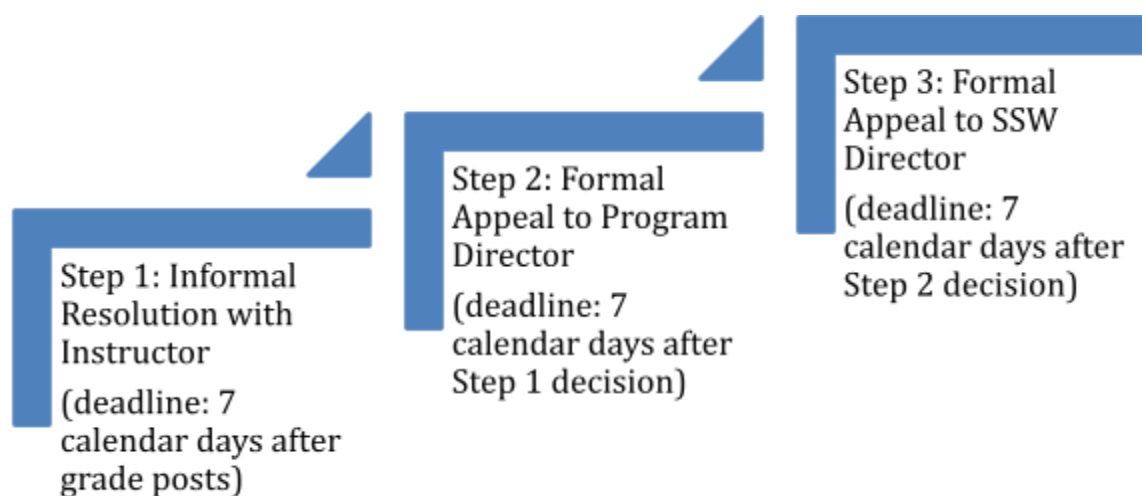 Step 1: Informal
Resolution with
Instructor
(deadline: 7
calendar days after
grade posts)
Step 2: Formal
Appeal to Program
Director
(deadline: 7
calendar days after
Step 1 decision)
Step 3: Formal
Appeal to SSW
Director
(deadline: 7
calendar days after
Step 2 decision)